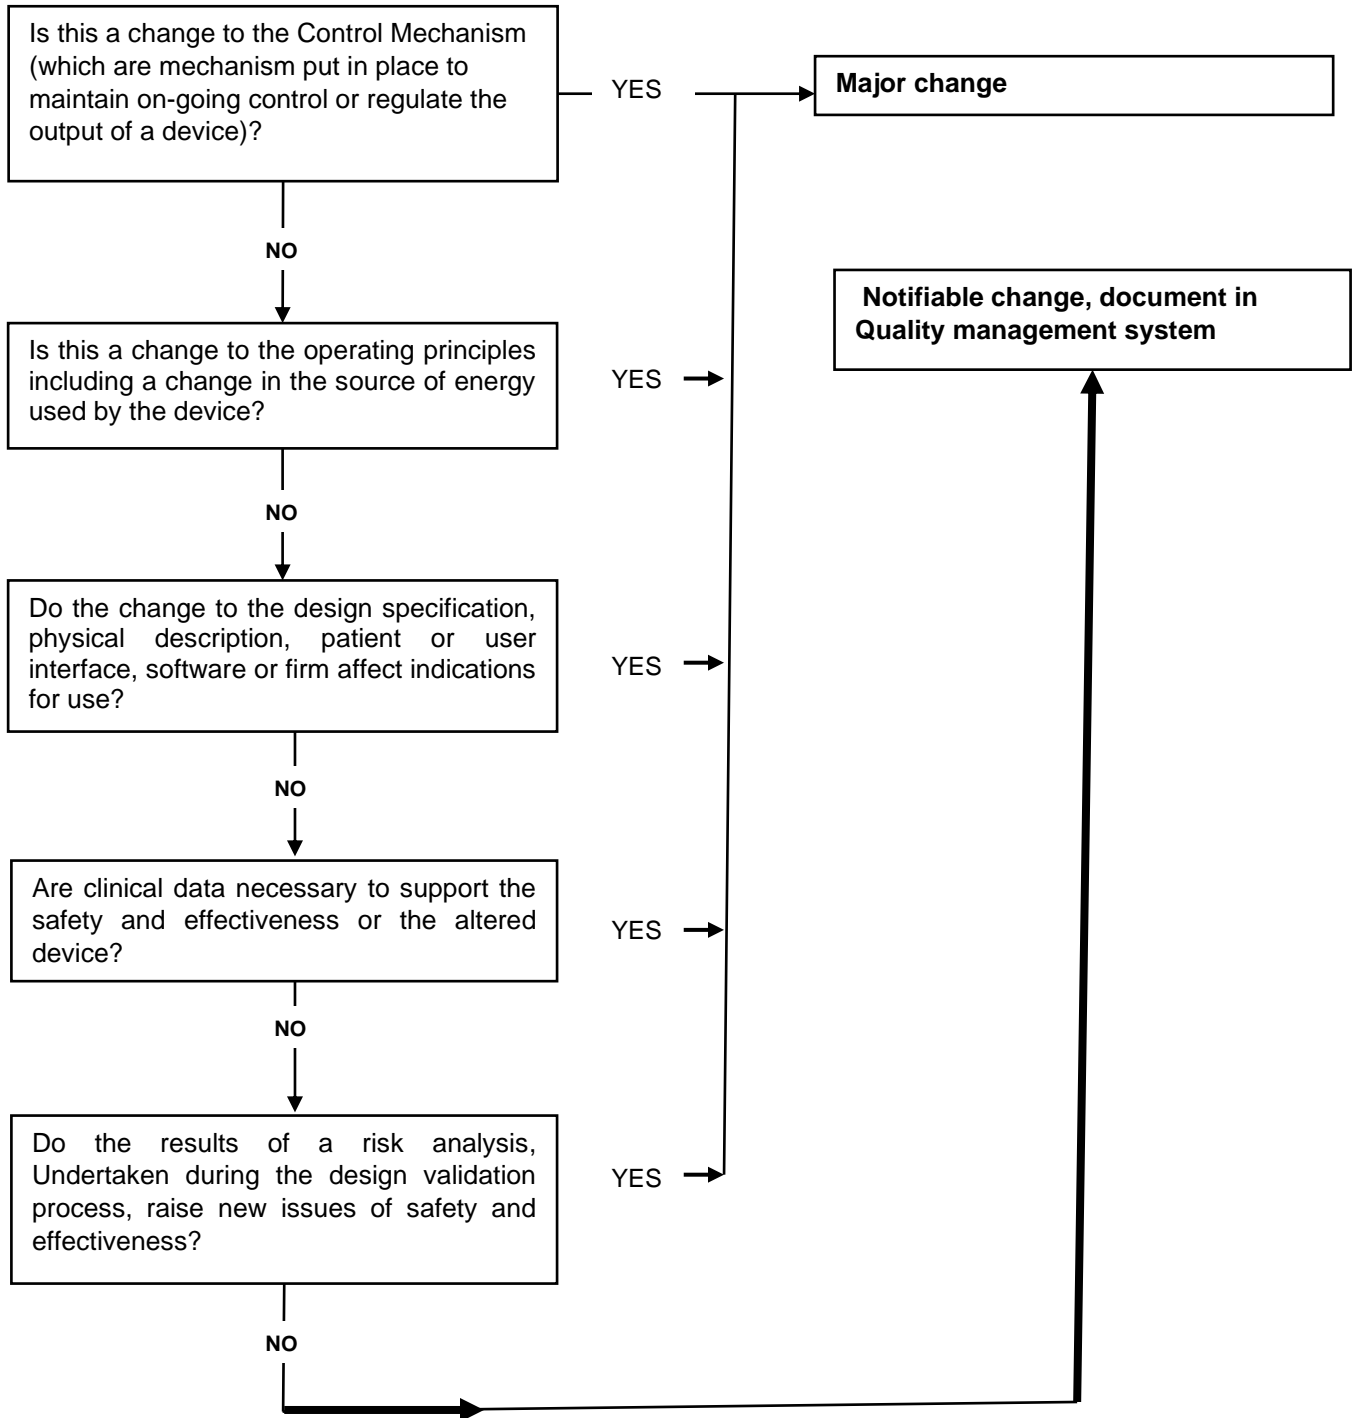 Is this a change to the Control Mechanism
(which are mechanism put in place to
maintain on-going control or regulate the
output of a device)?
YES
Major change
NO
Notifiable change, document in
Quality management system
Is this a change to the operating principles
including a change in the source of energy
used by the device?
YES
NO
Do the change to the design specification,
physical description, patient or user
interface, software or firm affect indications
for use?
YES
NO
Are clinical data necessary to support the
safety and effectiveness or the altered
device?
YES
NO
Do the results of a risk analysis,
Undertaken during the design validation
process, raise new issues of safety and
effectiveness?
YES
NO